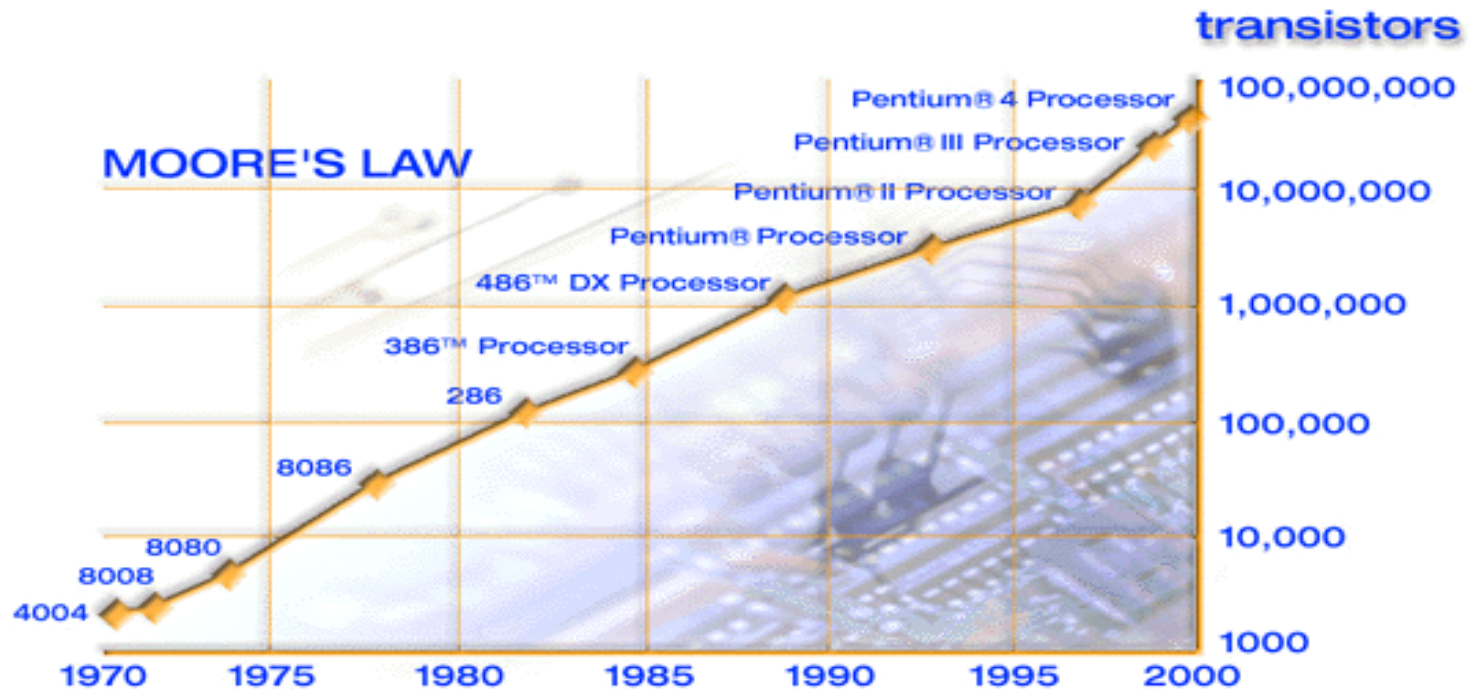 transistors
100,000,000
Pentium® 4 Processor
Pentium® III Processor
MOORE'S LAW
10,000,000
Pentium® II Processor
Pentium® Processor
486™ DX Processor
1,000,000
386™ Processor
286
100,000
8086
10,000
8080
8008
4004
1000
1970 1975 1980 1985 1990 1995 2000